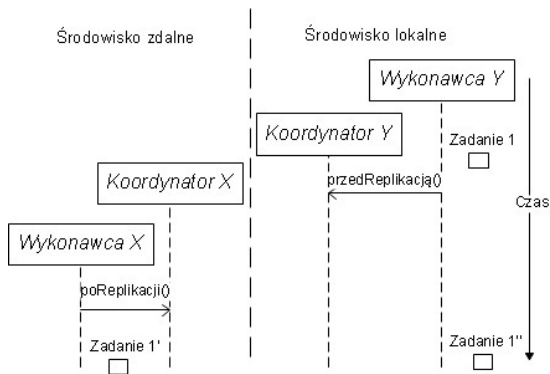 Środowisko zdalne
Środowisko lokalne
Wykonawca Y
Koordynator Y
Zadanie 1
Koordynator X
przedReplikacją()
Czas
Wykonawca X
poReplikacji()
Zadanie 1'
Zadanie 1"